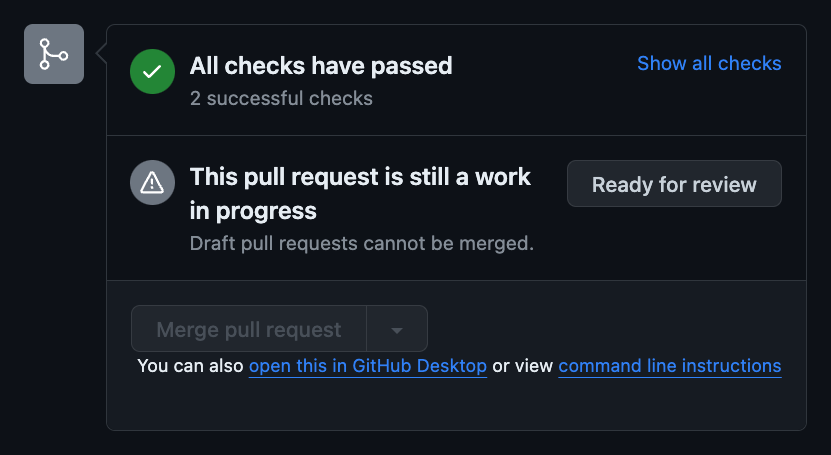 All checks have passed
Show all checks
2 successful checks
This pull request is still a work
in progress
Ready for review
Draft pull requests cannot be merged.
Merge pull request
You can also open this in GitHub Desktop or view command line instructions